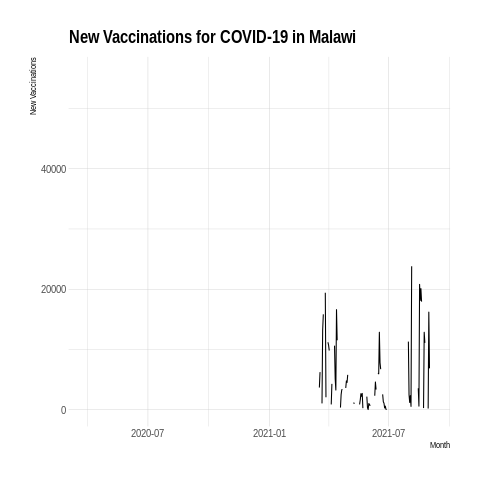 New Vaccinations for COVID-19 in Malawi
New Vaccinations
40000
20000
0
2020-07 2021-01 2021-07
Month